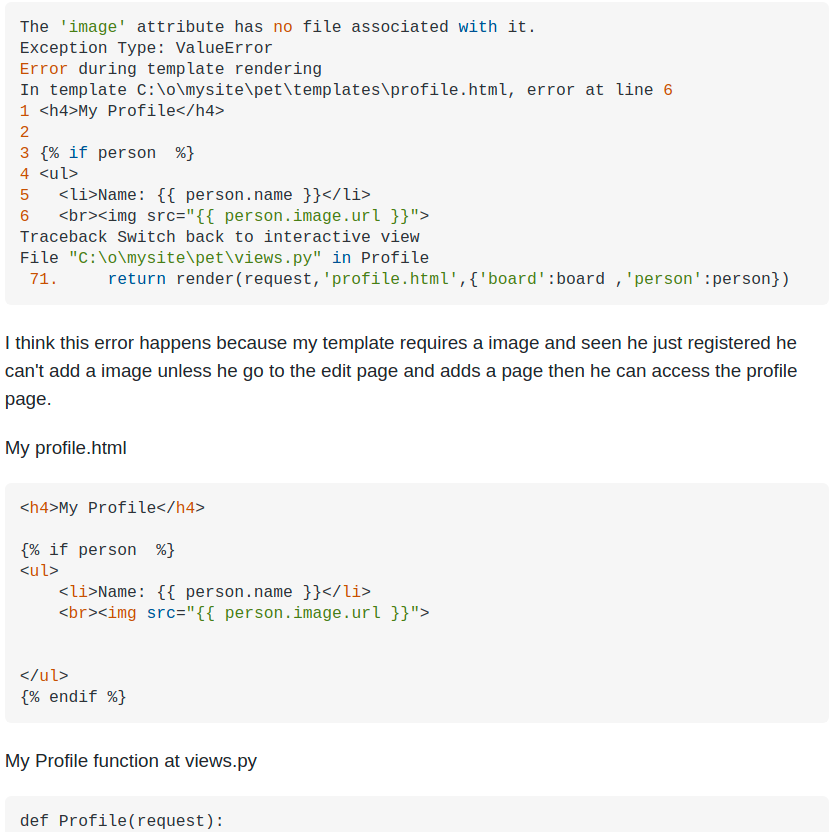 The 'image' attribute has no file associated with it.
Exception Type: ValueError
Error during template rendering
In template C:\o\mysite\pet\templates\profile.html, error at line 6
1 <h4>My Profile</h4>
2
3 {% if person  %}
4 <ul>
5   <li>Name: {{ person.name }}</li>
6   <br><img src="{{ person.image.url }}">
Traceback Switch back to interactive view
File "C:\o\mysite\pet\views.py" in Profile
 71.     return render(request,'profile.html',{'board':board ,'person':person})
I think this error happens because my template requires a image and seen he just registered he
can't add a image unless he go to the edit page and adds a page then he can access the profile
page.
My profile.html
<h4>My Profile</h4>
{% if person  %}
<ul>
    <li>Name: {{ person.name }}</li>
    <br><img src="{{ person.image.url }}">
</ul>
{% endif %}
My Profile function at views.py
def Profile(request):